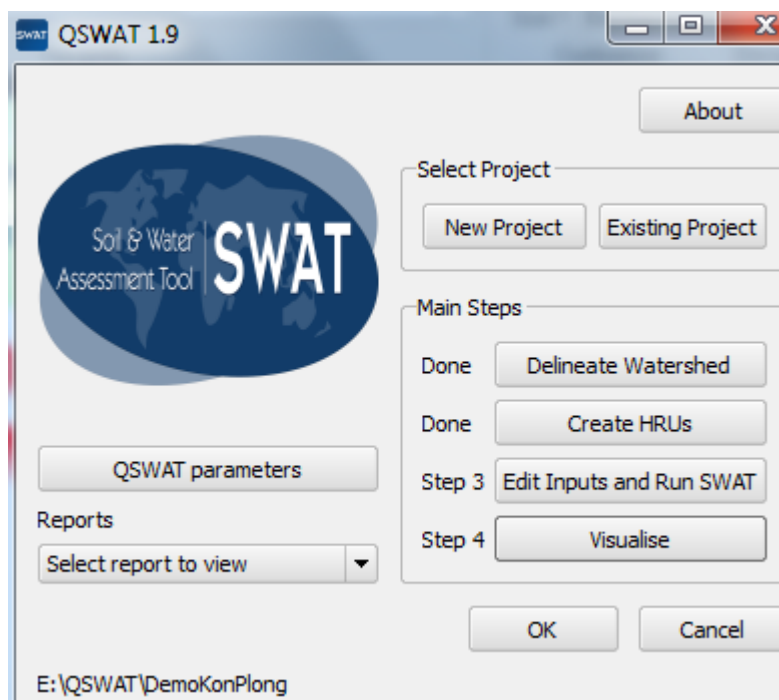 SWAT QSWAT 1.9
About
Soil & Water
Assessment Tool
SWAT
Select Project
New Project Existing Project
Main Steps
Done Delineate Watershed
Done Create HRUs
Step 3 Edit Inputs and Run SWAT
Step 4 Visualise
QSWAT parameters
Reports
Select report to view
OK Cancel
E:\QSWAT\DemoKonPlong